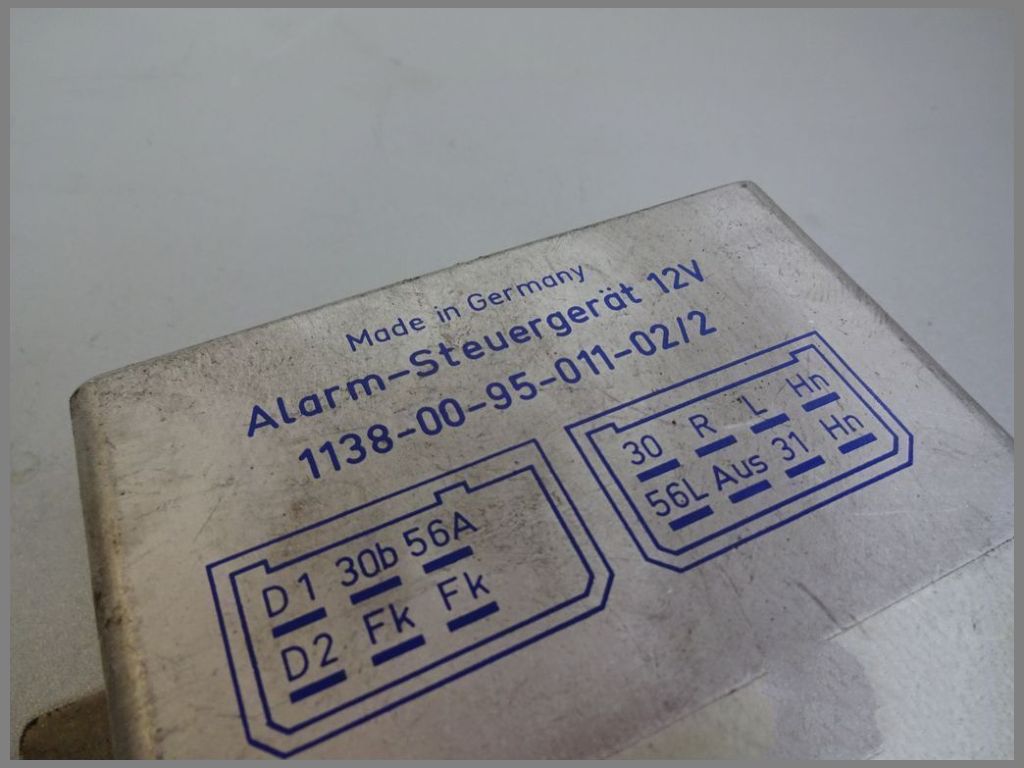 Made in Germany
Alarm-Steuergerät 12V
1138-00-95-011-02/2
D1 30b 56A
D2 Fk Fk
30 R L Hn
56L Aus 31 Hn